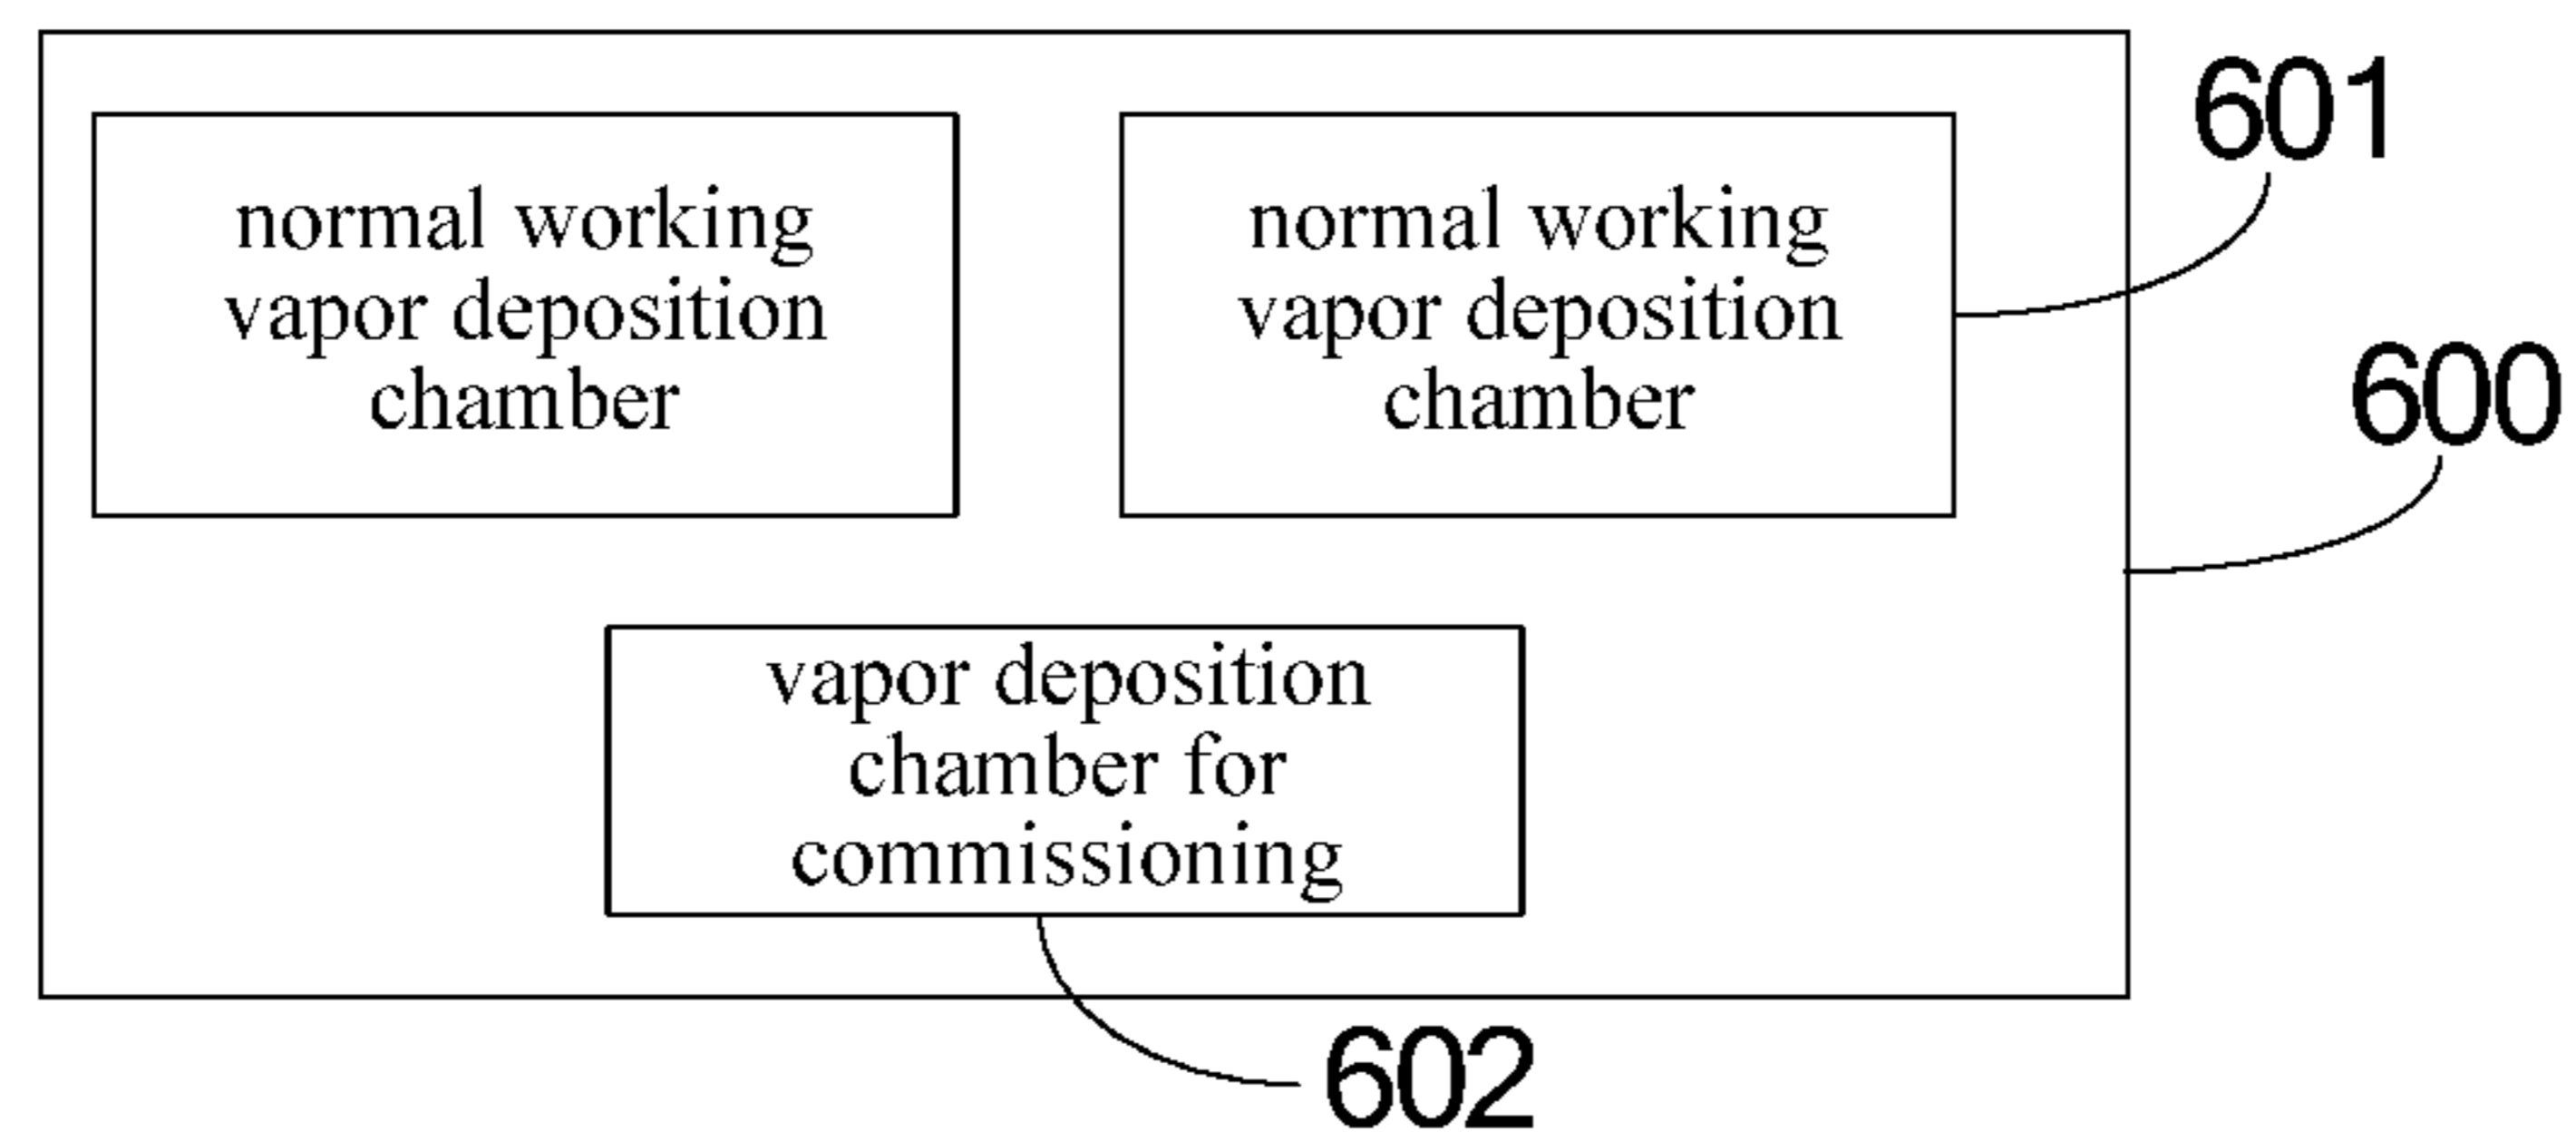 normal working
vapor deposition
chamber
normal working
vapor deposition
chamber
601
600
vapor deposition
chamber for
commissioning
602